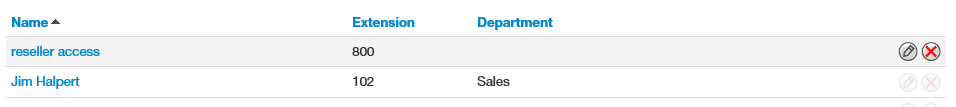 Name Extension Department
reseller access 800
Jim Halpert 102 Sales